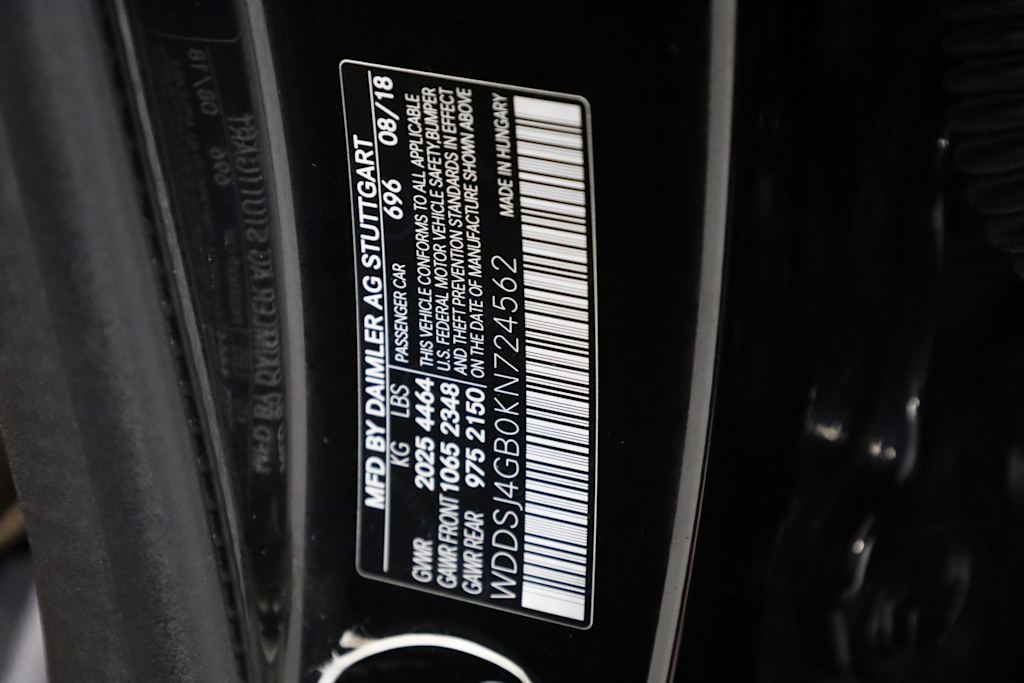 MFD BY DAIMLER AG STUTTGART
KG LBS PASSENGER CAR 696 08/18
GVWR 2025 4464 THIS VEHICLE CONFORMS TO ALL APPLICABLE
GAWR FRONT 1065 2348 U.S. FEDERAL MOTOR VEHICLE SAFETY,BUMPER
GAWR REAR 975 2150 AND THEFT PREVENTION STANDARDS IN EFFECT
ON THE DATE OF MANUFACTURE SHOWN ABOVE
WDDSJ4GB0KN724562 MADE IN HUNGARY